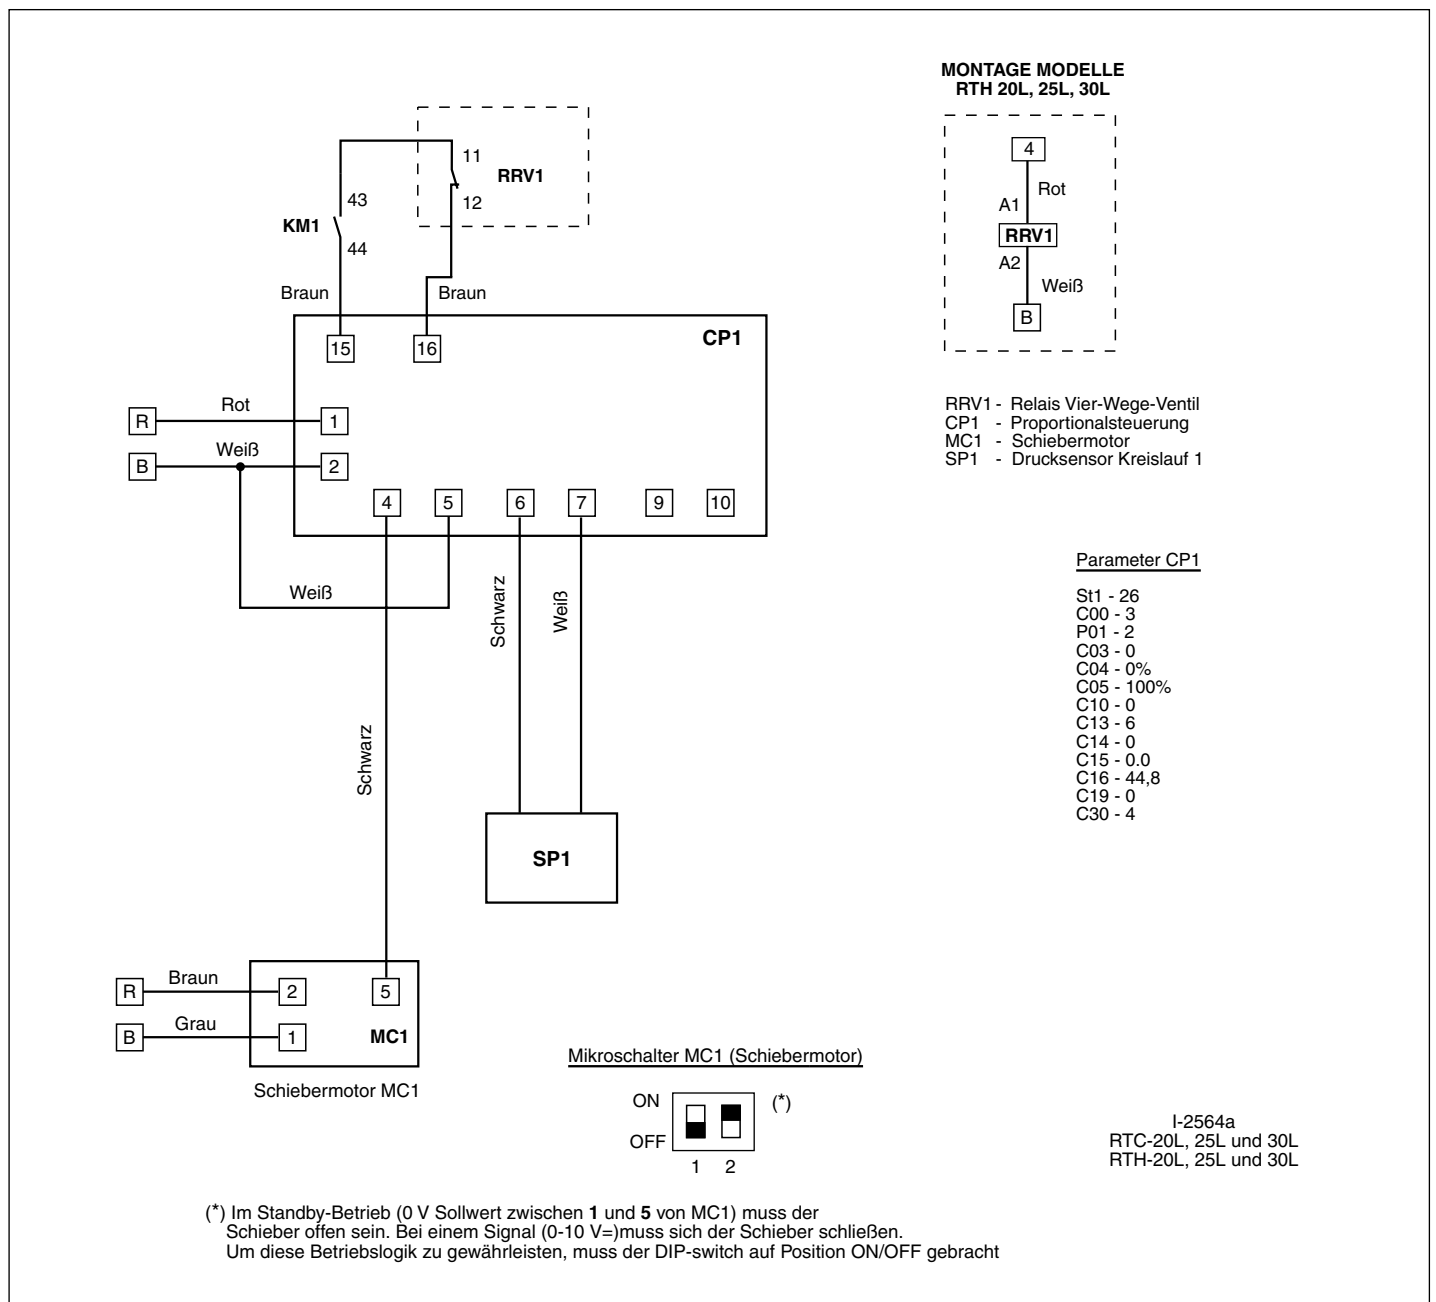 MONTAGE MODELLE
RTH 20L, 25L, 30L
4
Rot
A1
RRV1
A2
Weiß
B
11
RRV1
12
43
KM1
44
Braun
Braun
CP1
15
16
R
Rot
1
B
Weiß
2
4
5
6
7
9
10
Weiß
Schwarz
Weiß
Schwarz
SP1
RRV1 - Relais Vier-Wege-Ventil
CP1 - Proportionalsteuerung
MC1 - Schiebermotor
SP1 - Drucksensor Kreislauf 1
Parameter CP1
St1 - 26
C00 - 3
P01 - 2
C03 - 0
C04 - 0%
C05 - 100%
C10 - 0
C13 - 6
C14 - 0
C15 - 0.0
C16 - 44,8
C19 - 0
C30 - 4
R
Braun
2
5
B
Grau
1
MC1
Schiebermotor MC1
Mikroschalter MC1 (Schiebermotor)
ON
(*)
OFF
1 2
I-2564a
RTC-20L, 25L und 30L
RTH-20L, 25L und 30L
(*) Im Standby-Betrieb (0 V Sollwert zwischen 1 und 5 von MC1) muss der
Schieber offen sein. Bei einem Signal (0-10 V=)muss sich der Schieber schließen.
Um diese Betriebslogik zu gewährleisten, muss der DIP-switch auf Position ON/OFF gebracht